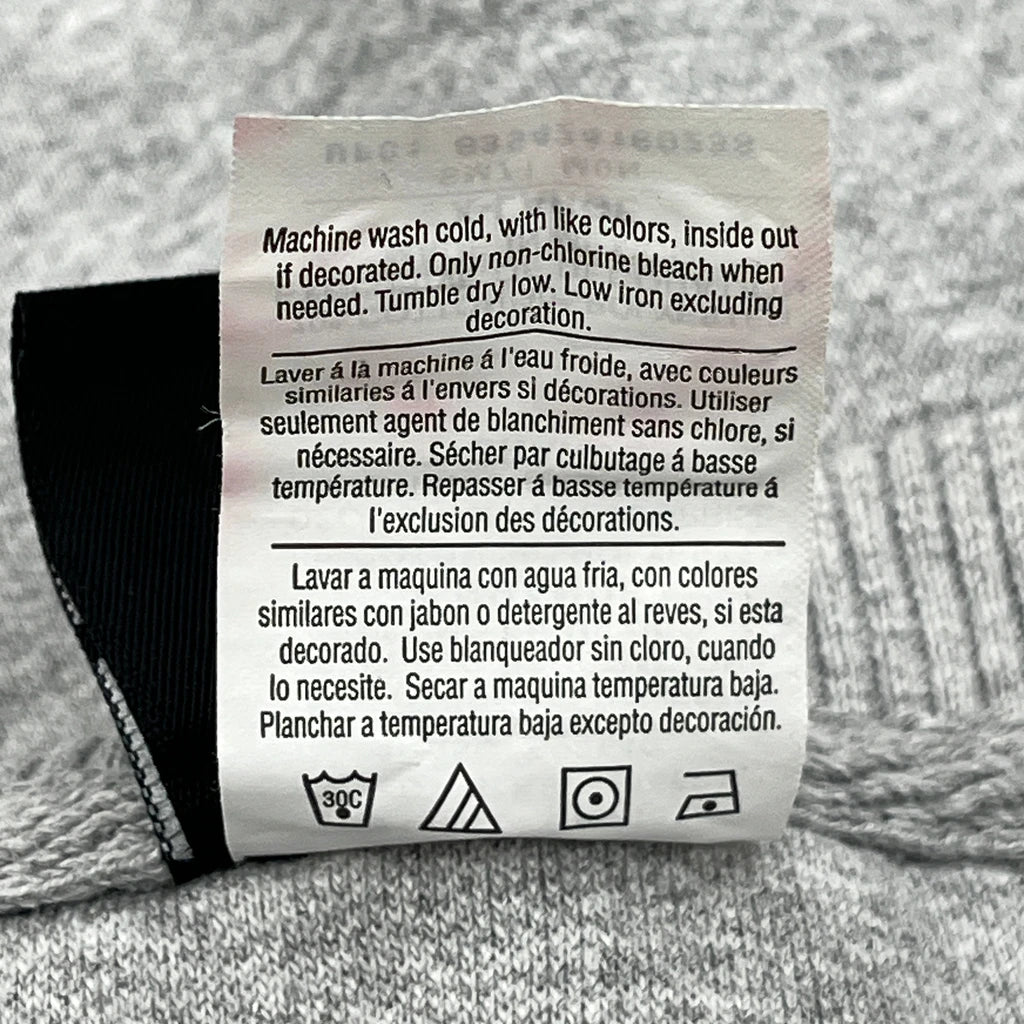 Machine wash cold, with like colors, inside out
if decorated. Only non-chlorine bleach when
needed. Tumble dry low. Low iron excluding
decoration.
Laver á là machine á l'eau froide, avec couleurs
similaries á l'envers si décorations. Utiliser
seulement agent de blanchiment sans chlore, si
nécessaire. Sécher par culbutage á basse
température. Repasser á basse température á
l'exclusion des décorations.
Lavar a maquina con agua fria, con colores
similares con jabon o detergente al reves, si esta
decorado. Use blanqueador sin cloro, cuando
lo necesite. Secar a maquina temperatura baja.
Planchar a temperatura baja excepto decoración.
30C